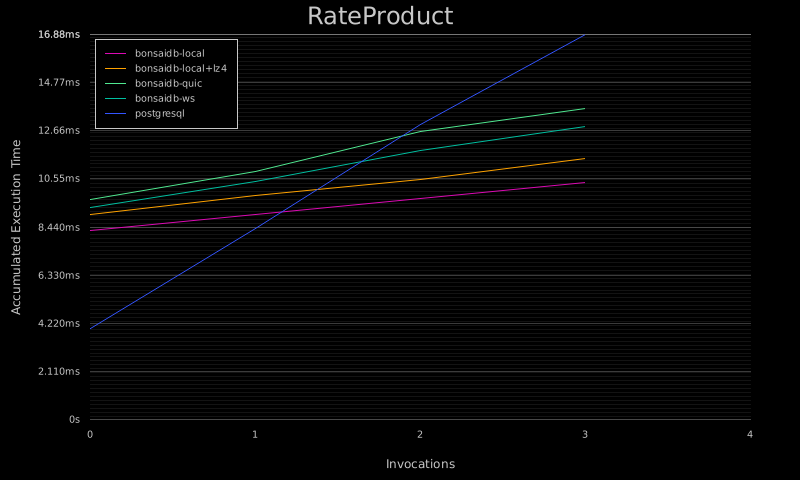 RateProduct
16.88ms
14.77ms
12.66ms
10.55ms
8.440ms
6.330ms
4.220ms
2.110ms
0s
bonsaidb-local
bonsaidb-local+lz4
bonsaidb-quic
bonsaidb-ws
postgresql
Accumulated Execution Time
0 1 2 3 4
Invocations